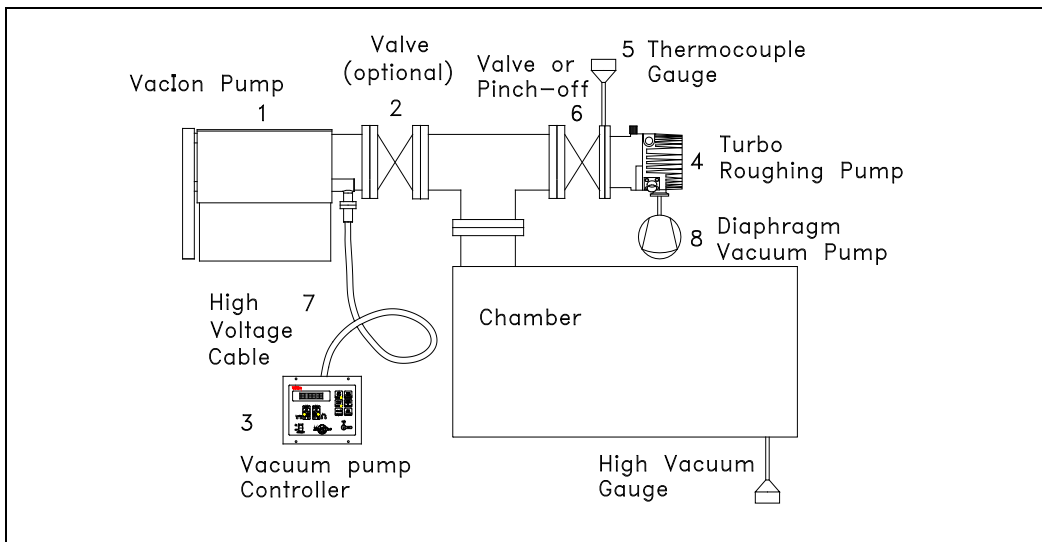 Valve
(optional)
2
VacIon Pump
1
Valve or
Pinch-off
6
5 Thermocouple
Gauge
4 Turbo
Roughing Pump
8 Diaphragm
Vacuum Pump
7
High
Voltage
Cable
Chamber
3
Vacuum pump
Controller
High Vacuum
Gauge